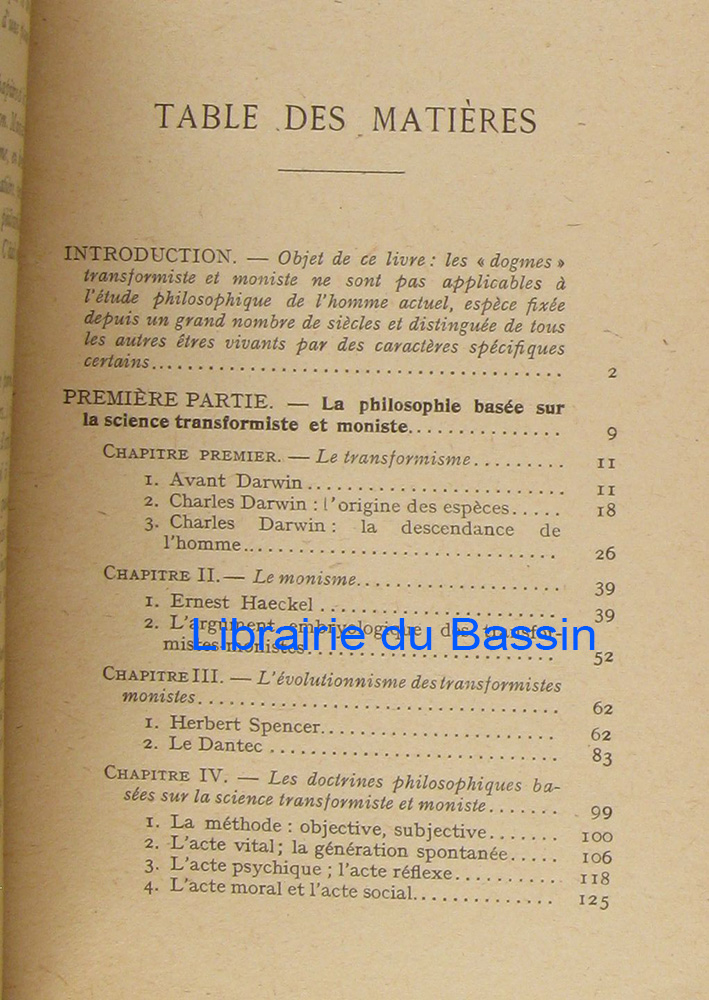 TABLE DES MATIÈRES
INTRODUCTION. — Objet de ce livre : les « dogmes »
transformiste et moniste ne sont pas applicables à
l'étude philosophique de l'homme actuel, espèce fixée
depuis un grand nombre de siècles et distinguée de tous
les autres êtres vivants par des caractères spécifiques
certains........................................ 2
PREMIÈRE PARTIE. — La philosophie basée sur
la science transformiste et moniste............... 9
CHAPITRE PREMIER. — Le transformisme......... 11
1. Avant Darwin........................ 11
2. Charles Darwin : l'origine des espèces..... 18
3. Charles Darwin : la descendance de
l'homme.............................. 26
CHAPITRE II. — Le monisme.................... 39
1. Ernest Haeckel...................... 39
2. L'argument embryologique des transfor-
mistes monistes........................ 52
Librairie du Bassin
CHAPITRE III. — L'évolutionnisme des transformistes
monistes.................................... 62
1. Herbert Spencer...................... 62
2. Le Dantec........................... 83
CHAPITRE IV. — Les doctrines philosophiques ba-
sées sur la science transformiste et moniste....... 99
1. La méthode : objective, subjective....... 100
2. L'acte vital ; la génération spontanée..... 106
3. L'acte psychique ; l'acte réflexe.......... 118
4. L'acte moral et l'acte social.............. 125